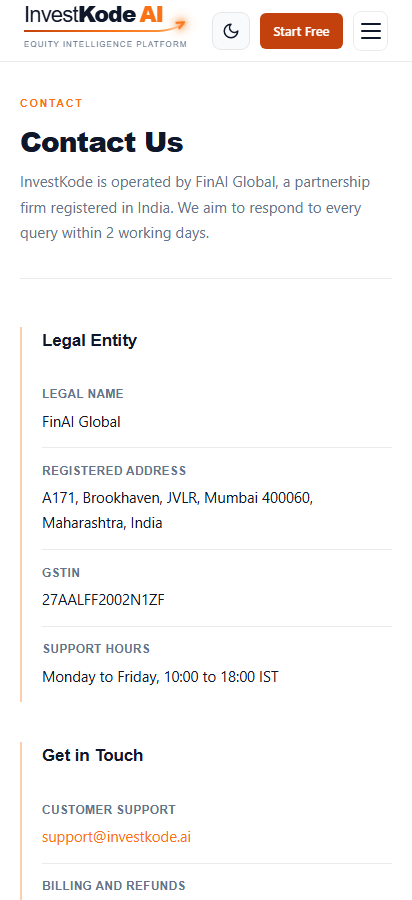 InvestKode AI
EQUITY INTELLIGENCE PLATFORM
Start Free
CONTACT
Contact Us
InvestKode is operated by FinAI Global, a partnership
firm registered in India. We aim to respond to every
query within 2 working days.
Legal Entity
LEGAL NAME
FinAI Global
REGISTERED ADDRESS
A171, Brookhaven, JVLR, Mumbai 400060,
Maharashtra, India
GSTIN
27AALFF2002N1ZF
SUPPORT HOURS
Monday to Friday, 10:00 to 18:00 IST
Get in Touch
CUSTOMER SUPPORT
support@investkode.ai
BILLING AND REFUNDS